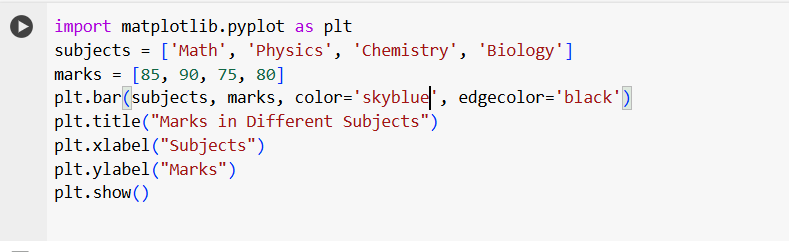 import matplotlib.pyplot as plt
subjects = ['Math', 'Physics', 'Chemistry', 'Biology']
marks = [85, 90, 75, 80]
plt.bar(subjects, marks, color='skyblue', edgecolor='black')
plt.title("Marks in Different Subjects")
plt.xlabel("Subjects")
plt.ylabel("Marks")
plt.show()